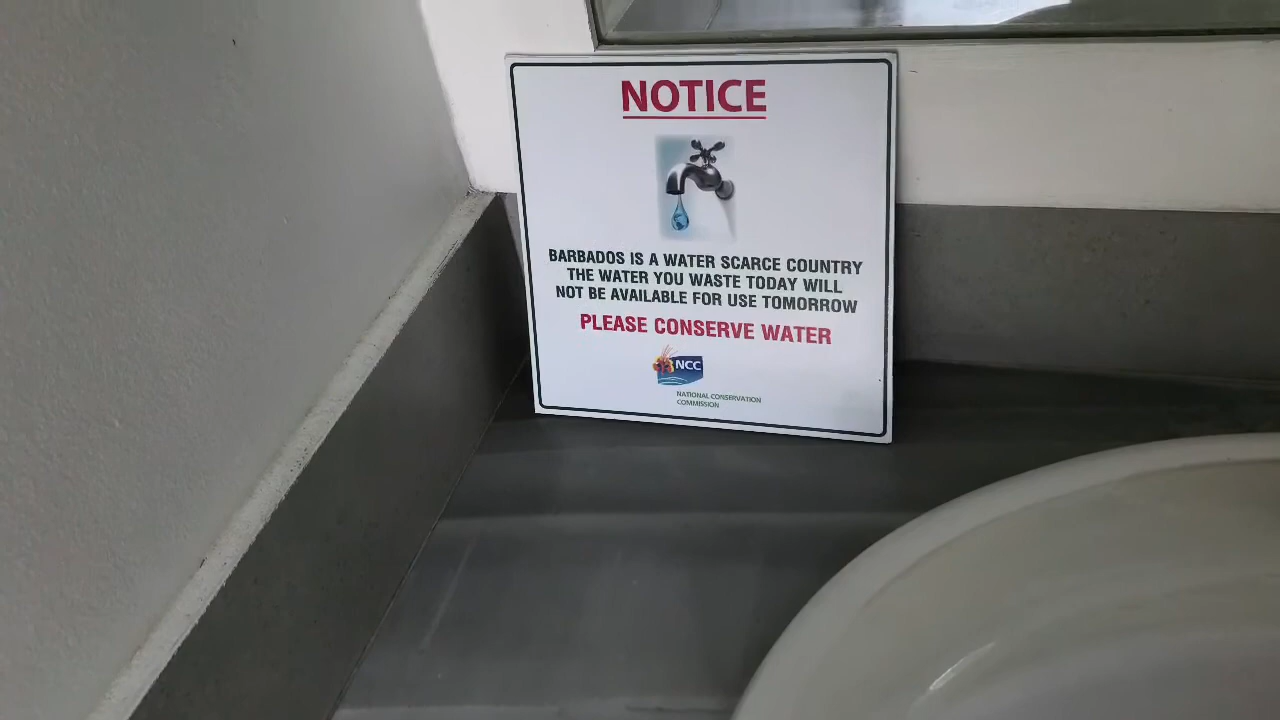 NOTICE
BARBADOS IS A WATER SCARCE COUNTRY
THE WATER YOU WASTE TODAY WILL
NOT BE AVAILABLE FOR USE TOMORROW
PLEASE CONSERVE WATER
NCC
NATIONAL CONSERVATION
COMMISSION